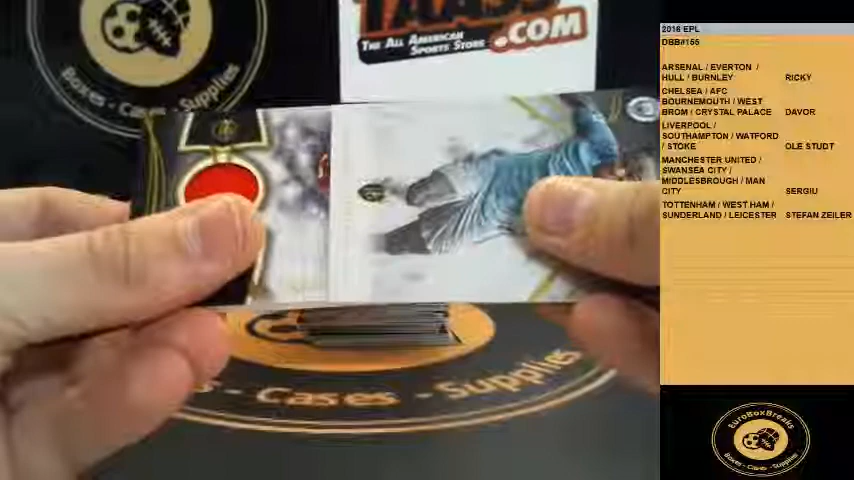 .COM
THE ALL AMERICAN
SPORTS STORE
Boxes - Cases - Supplies
- Cases - Supplies
2016 EPL
DBB#155
ARSENAL / EVERTON /
HULL / BURNLEY RICKY
CHELSEA / AFC
BOURNEMOUTH / WEST
BROM / CRYSTAL PALACE DAVOR
LIVERPOOL /
SOUTHAMPTON / WATFORD
/ STOKE OLE STUDT
MANCHESTER UNITED /
SWANSEA CITY /
MIDDLESBROUGH / MAN
CITY SERGIU
TOTTENHAM / WEST HAM /
SUNDERLAND / LEICESTER STEFAN ZEILER
EuroBoxBreaks
Boxes - Cases - Supplies